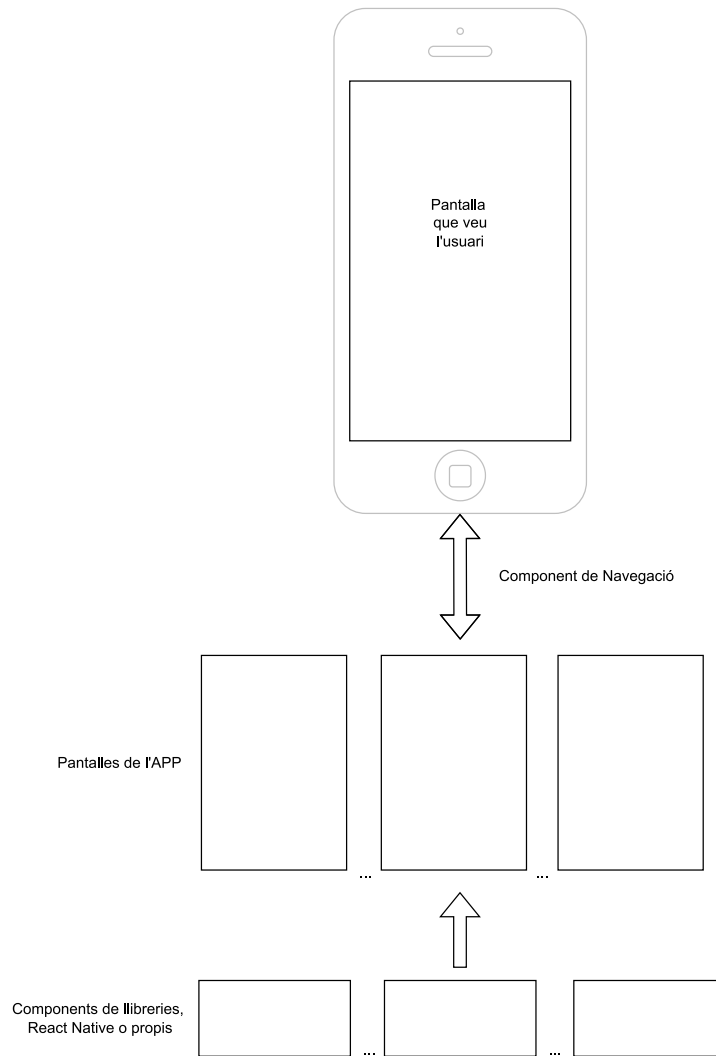 Pantalla
que veu
l'usuari
Component de Navegació
Pantalles de l'APP
...
...
Components de llibreries,
React Native o propis
...
...